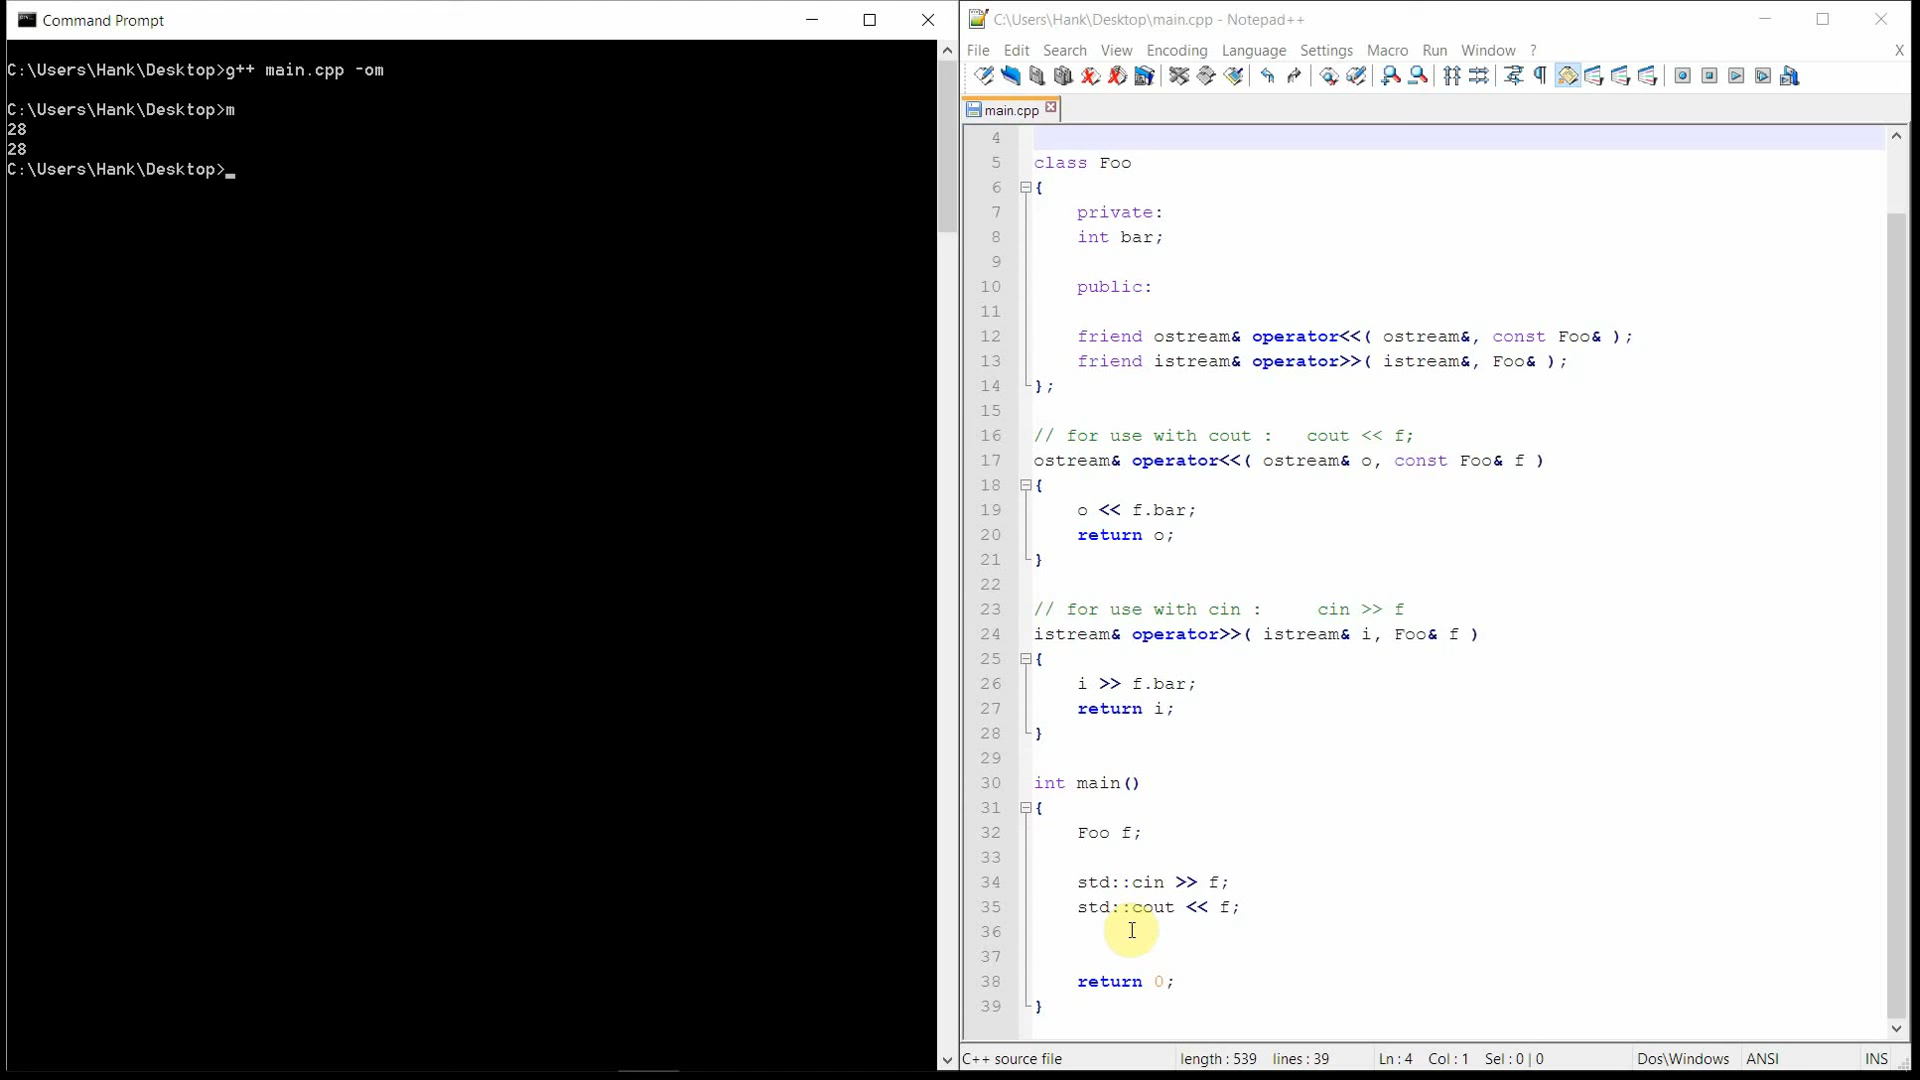 Command Prompt
C:\Users\Hank\Desktop>g++ main.cpp -om
C:\Users\Hank\Desktop>m
28
28
C:\Users\Hank\Desktop>_
C:\Users\Hank\Desktop\main.cpp - Notepad++
File Edit Search View Encoding Language Settings Macro Run Window ? X
main.cpp
4
5 class Foo
6 {
7     private:
8     int bar;
9
10     public:
11
12     friend ostream& operator<<( ostream&, const Foo& );
13     friend istream& operator>>( istream&, Foo& );
14 };
15
16 // for use with cout :   cout << f;
17 ostream& operator<<( ostream& o, const Foo& f )
18 {
19     o << f.bar;
20     return o;
21 }
22
23 // for use with cin :     cin >> f
24 istream& operator>>( istream& i, Foo& f )
25 {
26     i >> f.bar;
27     return i;
28 }
29
30 int main()
31 {
32     Foo f;
33
34     std::cin >> f;
35     std::cout << f;
36
37
38     return 0;
39 }
C++ source file length : 539 lines : 39 Ln : 4 Col : 1 Sel : 0 | 0 Dos\Windows ANSI INS